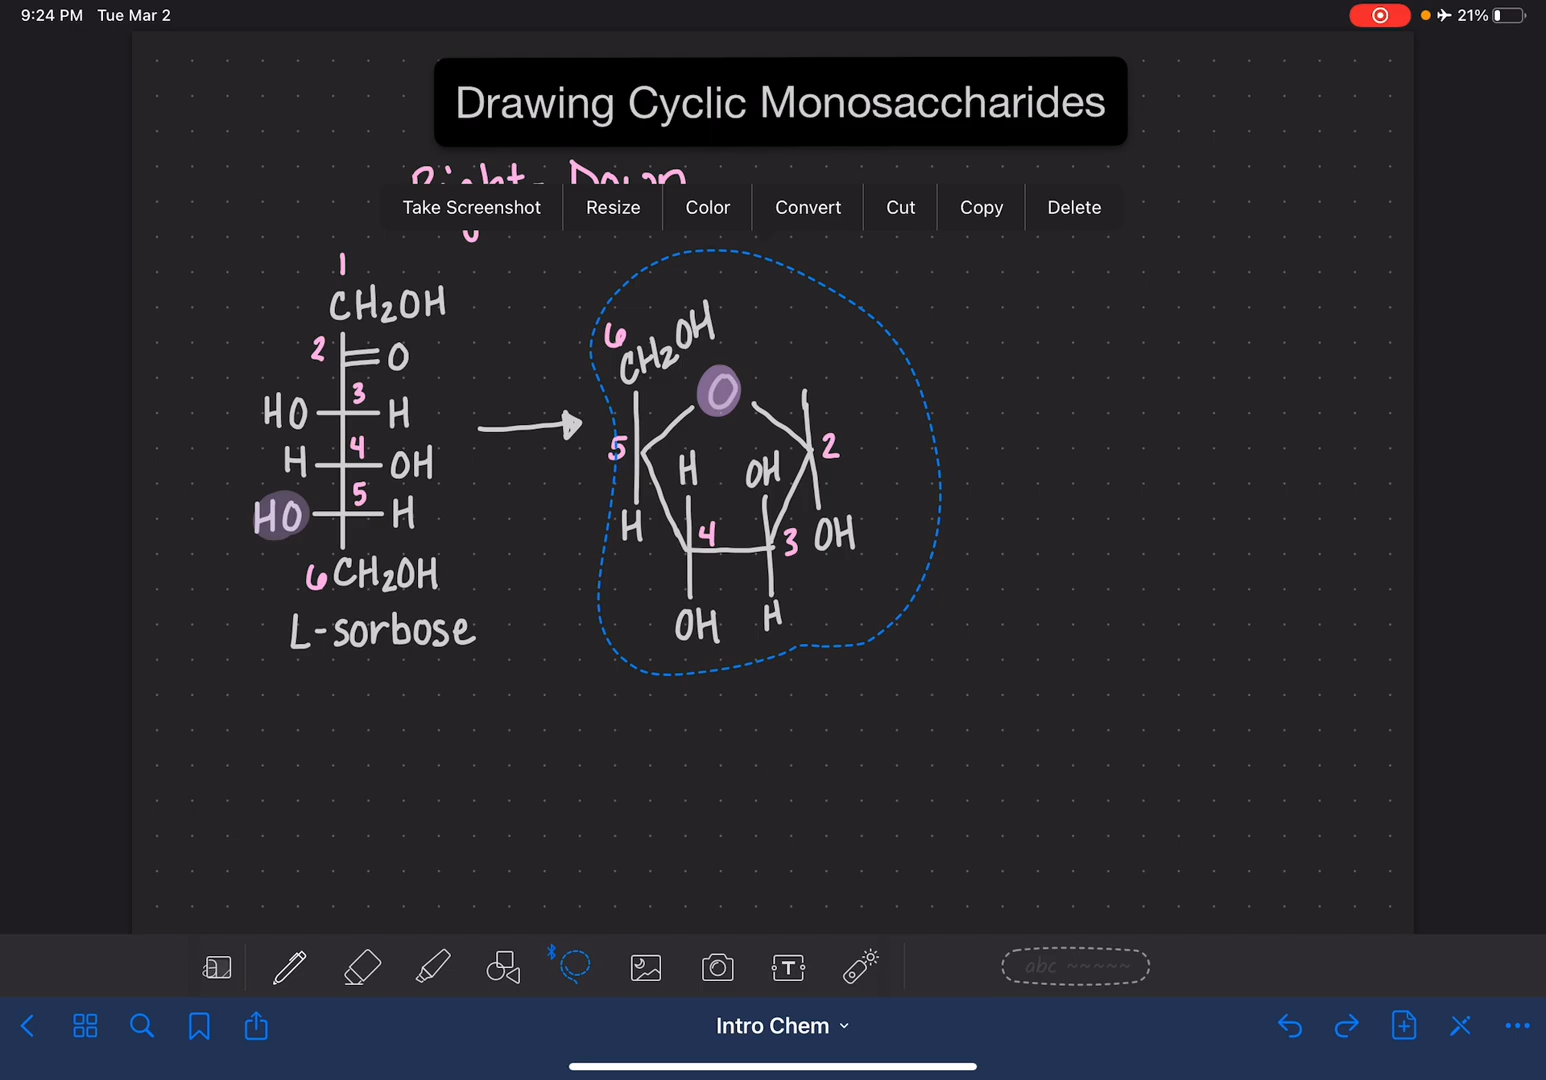 9:24 PM Tue Mar 2
21%
Drawing Cyclic Monosaccharides
Right - Down
Take Screenshot Resize Color Convert Cut Copy Delete
1
CH2OH
2 O
3
HO H
4
H OH
5
HO H
6 CH2OH
L-sorbose
6 CH2OH
O
5 2
H OH
H 4 3 OH
OH H
abc
T
Intro Chem